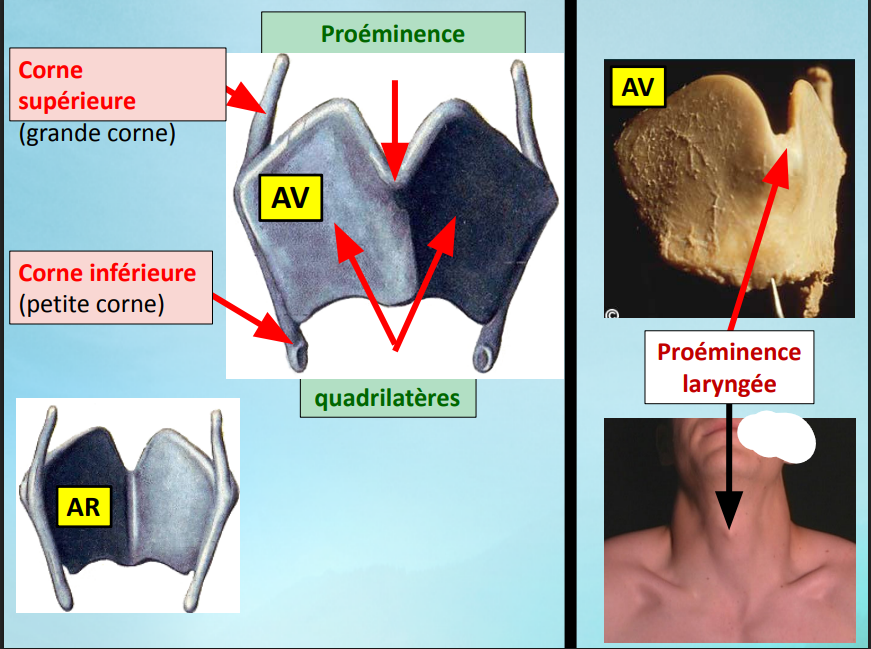 Proéminence
Corne
supérieure
(grande corne)
AV
Corne inférieure
(petite corne)
quadrilatères
AR
AV
©
Proéminence
laryngée